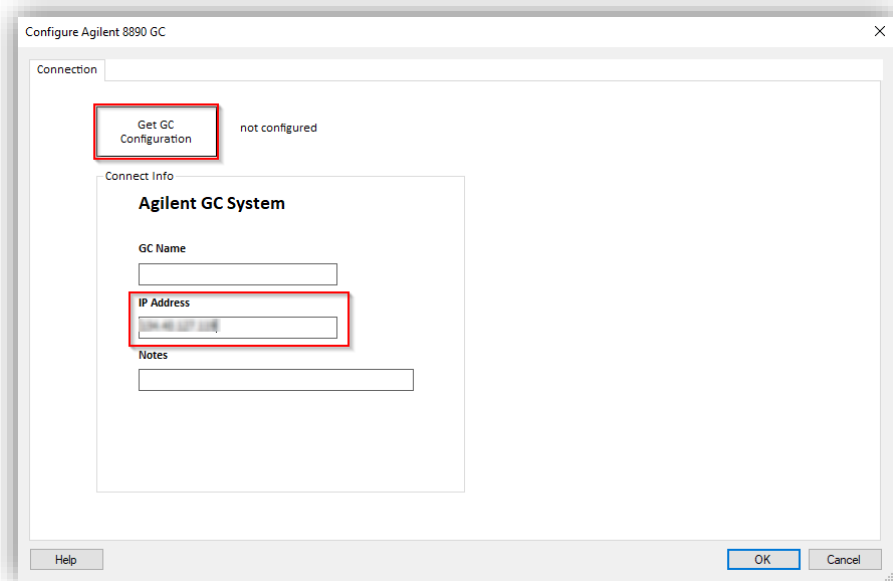 Configure Agilent 8890 GC
Connection
Get GC
Configuration
not configured
Connect Info
Agilent GC System
GC Name
IP Address
Notes
Help
OK
Cancel